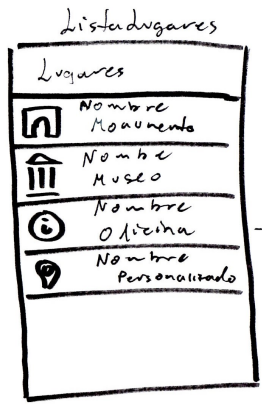 ListaLugares
Lugares
Nombre
Monumento
Nombre
Museo
Nombre
Oficina
Nombre
Personalizado